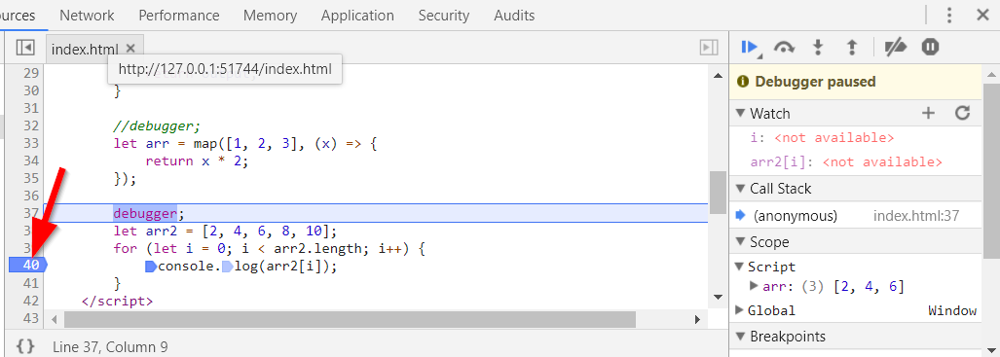 ources Network Performance Memory Application Security Audits
index.html ×
http://127.0.0.1:51744/index.html
29
30 }
31
32 //debugger;
33 let arr = map([1, 2, 3], (x) => {
34 return x * 2;
35 });
36
37 debugger;
let arr2 = [2, 4, 6, 8, 10];
for (let i = 0; i < arr2.length; i++) {
40 console.log(arr2[i]);
41 }
42 </script>
43
{ } Line 37, Column 9
Debugger paused
Watch
i: <not available>
arr2[i]: <not available>
Call Stack
(anonymous) index.html:37
Scope
Script
arr: (3) [2, 4, 6]
Global Window
Breakpoints